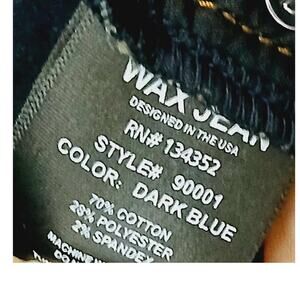 WAX JEAN
DESIGNED IN THE USA
RN# 134352
STYLE# 90001
COLOR: DARK BLUE
70% COTTON
28% POLYESTER
2% SPANDEX
MACHINE